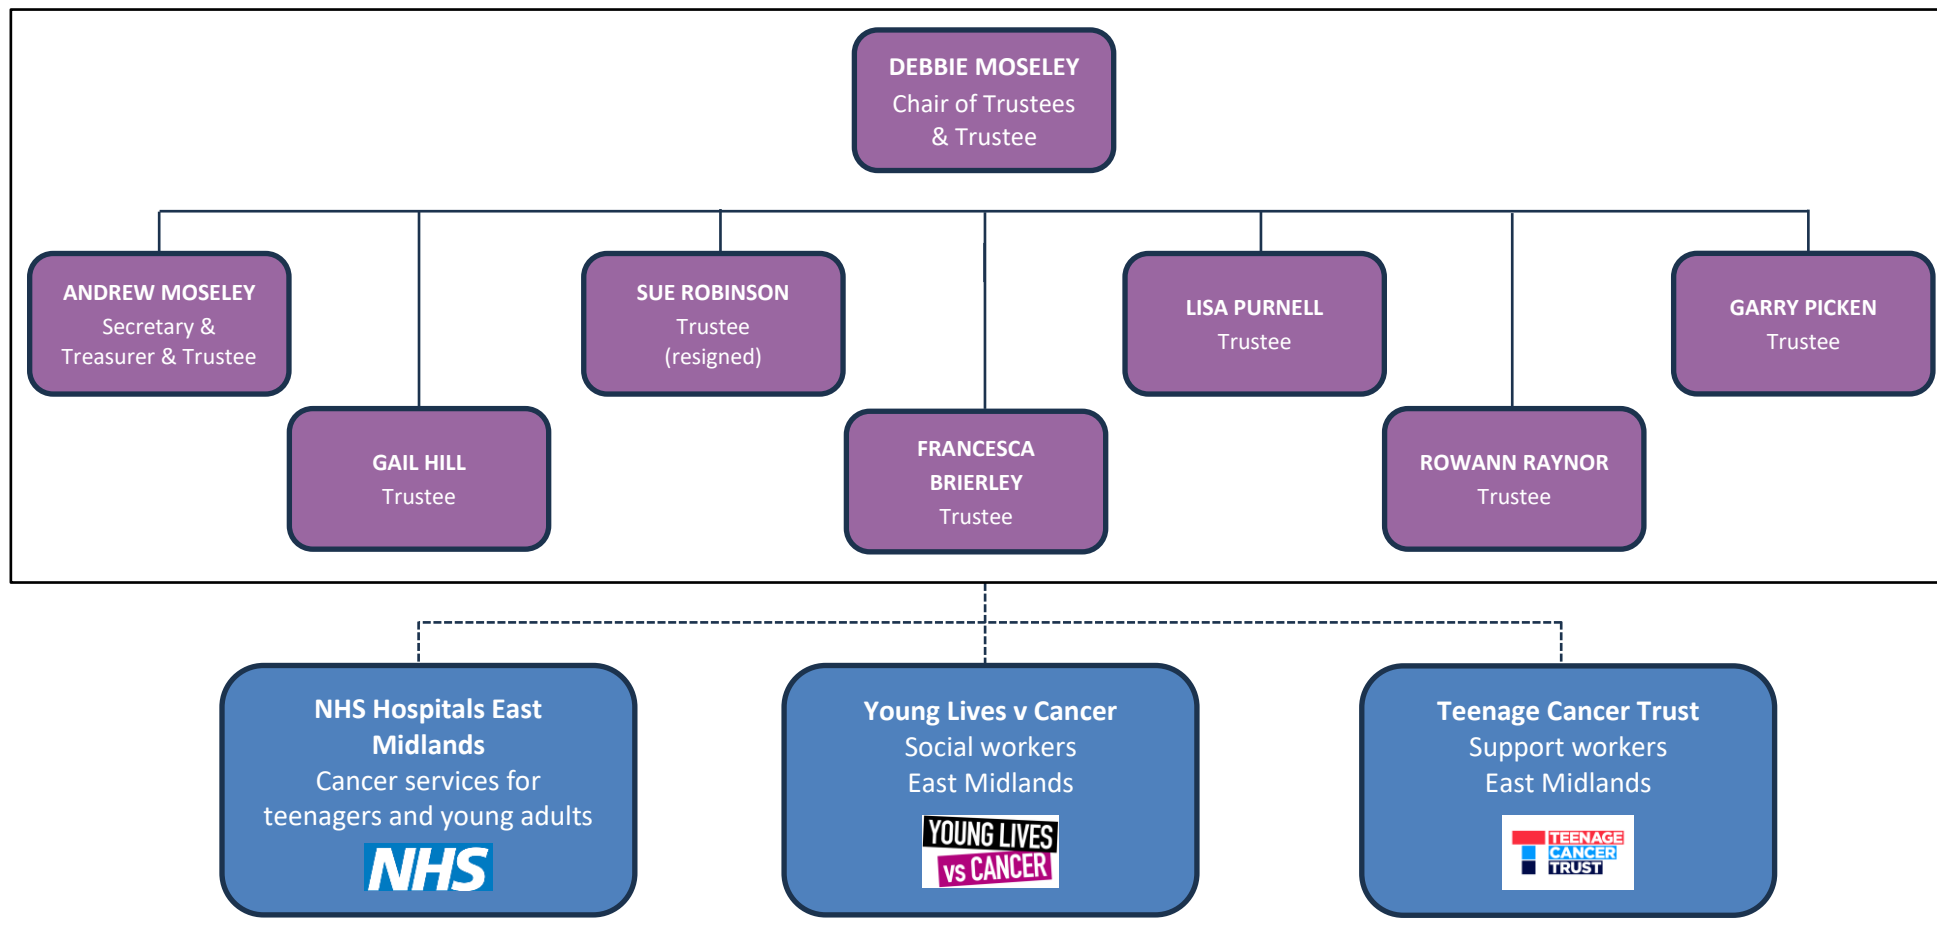 DEBBIE MOSELEY
Chair of Trustees
& Trustee
ANDREW MOSELEY
Secretary &
Treasurer & Trustee
SUE ROBINSON
Trustee
(resigned)
LISA PURNELL
Trustee
GARRY PICKEN
Trustee
GAIL HILL
Trustee
FRANCESCA
BRIERLEY
Trustee
ROWANN RAYNOR
Trustee
NHS Hospitals East
Midlands
Cancer services for
teenagers and young adults
NHS
Young Lives v Cancer
Social workers
East Midlands
YOUNG LIVES
vs CANCER
Teenage Cancer Trust
Support workers
East Midlands
TEENAGE
CANCER
TRUST